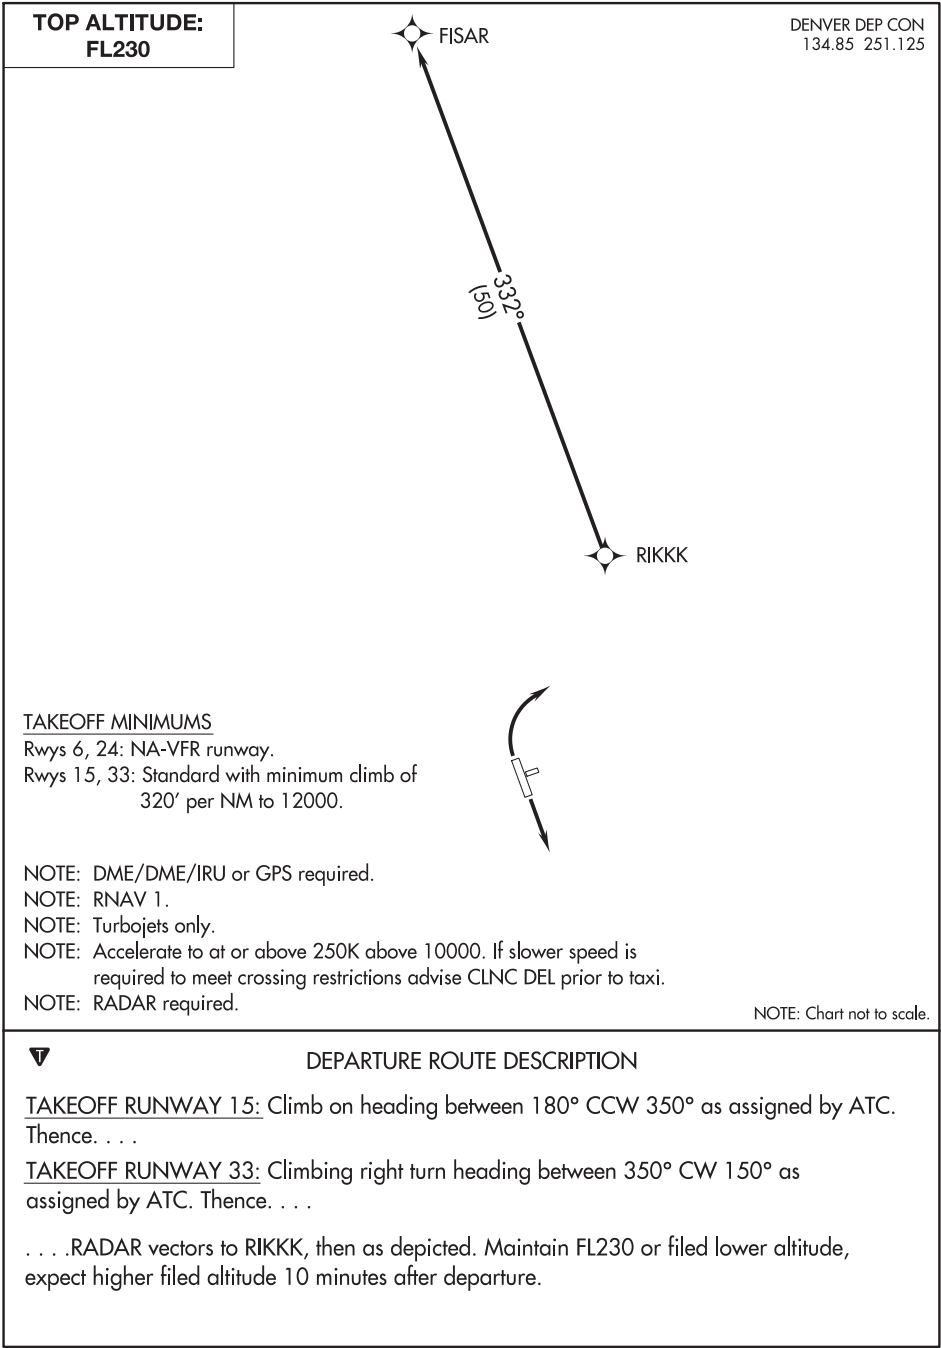 TOP ALTITUDE:
FL230
FISAR
DENVER DEP CON
134.85 251.125
332°
(50)
RIKKK
TAKEOFF MINIMUMS
Rwys 6, 24: NA-VFR runway.
Rwys 15, 33: Standard with minimum climb of
320' per NM to 12000.
NOTE: DME/DME/IRU or GPS required.
NOTE: RNAV 1.
NOTE: Turbojets only.
NOTE: Accelerate to at or above 250K above 10000. If slower speed is
required to meet crossing restrictions advise CLNC DEL prior to taxi.
NOTE: RADAR required.
NOTE: Chart not to scale.
T
DEPARTURE ROUTE DESCRIPTION
TAKEOFF RUNWAY 15: Climb on heading between 180° CCW 350° as assigned by ATC.
Thence. . . .
TAKEOFF RUNWAY 33: Climbing right turn heading between 350° CW 150° as
assigned by ATC. Thence. . . .
. . . .RADAR vectors to RIKKK, then as depicted. Maintain FL230 or filed lower altitude,
expect higher filed altitude 10 minutes after departure.